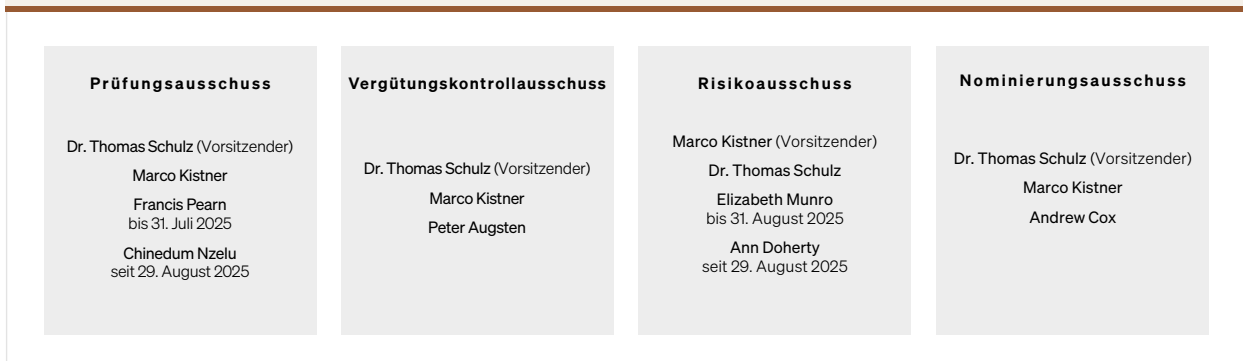 Prüfungsausschuss
Dr. Thomas Schulz (Vorsitzender)
Marco Kistner
Francis Pearn
bis 31. Juli 2025
Chinedum Nzelu
seit 29. August 2025
Vergütungskontrollausschuss
Dr. Thomas Schulz (Vorsitzender)
Marco Kistner
Peter Augsten
Risikoausschuss
Marco Kistner (Vorsitzender)
Dr. Thomas Schulz
Elizabeth Munro
bis 31. August 2025
Ann Doherty
seit 29. August 2025
Nominierungsausschuss
Dr. Thomas Schulz (Vorsitzender)
Marco Kistner
Andrew Cox